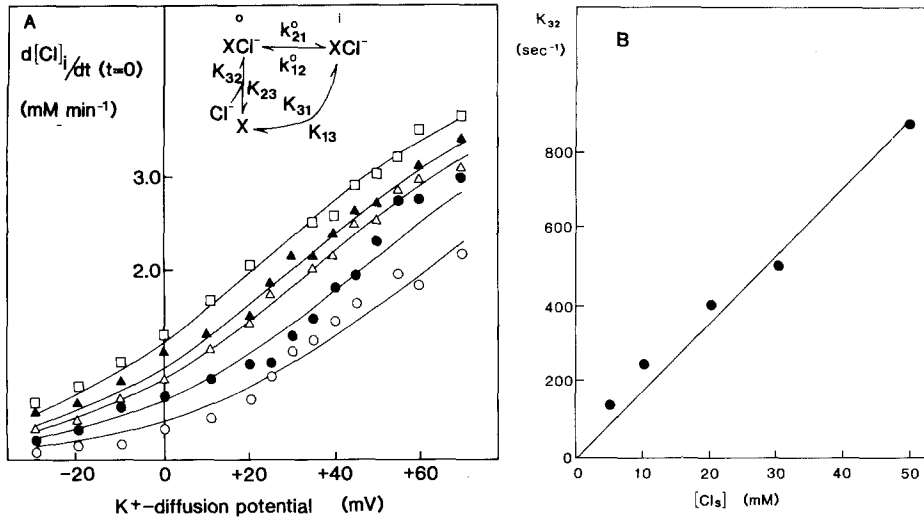 A
o i
k°21
XCl⁻ XCl⁻
k°12
d[Cl]i/dt (t=0)
(mM min⁻¹)
K32
K23
Cl⁻
K31
X
K13
3.0
2.0
−20 0 +20 +40 +60
K⁺−diffusion potential (mV)
K32
(sec⁻¹)
B
800
600
400
200
0
10 20 30 40 50
[Cls] (mM)